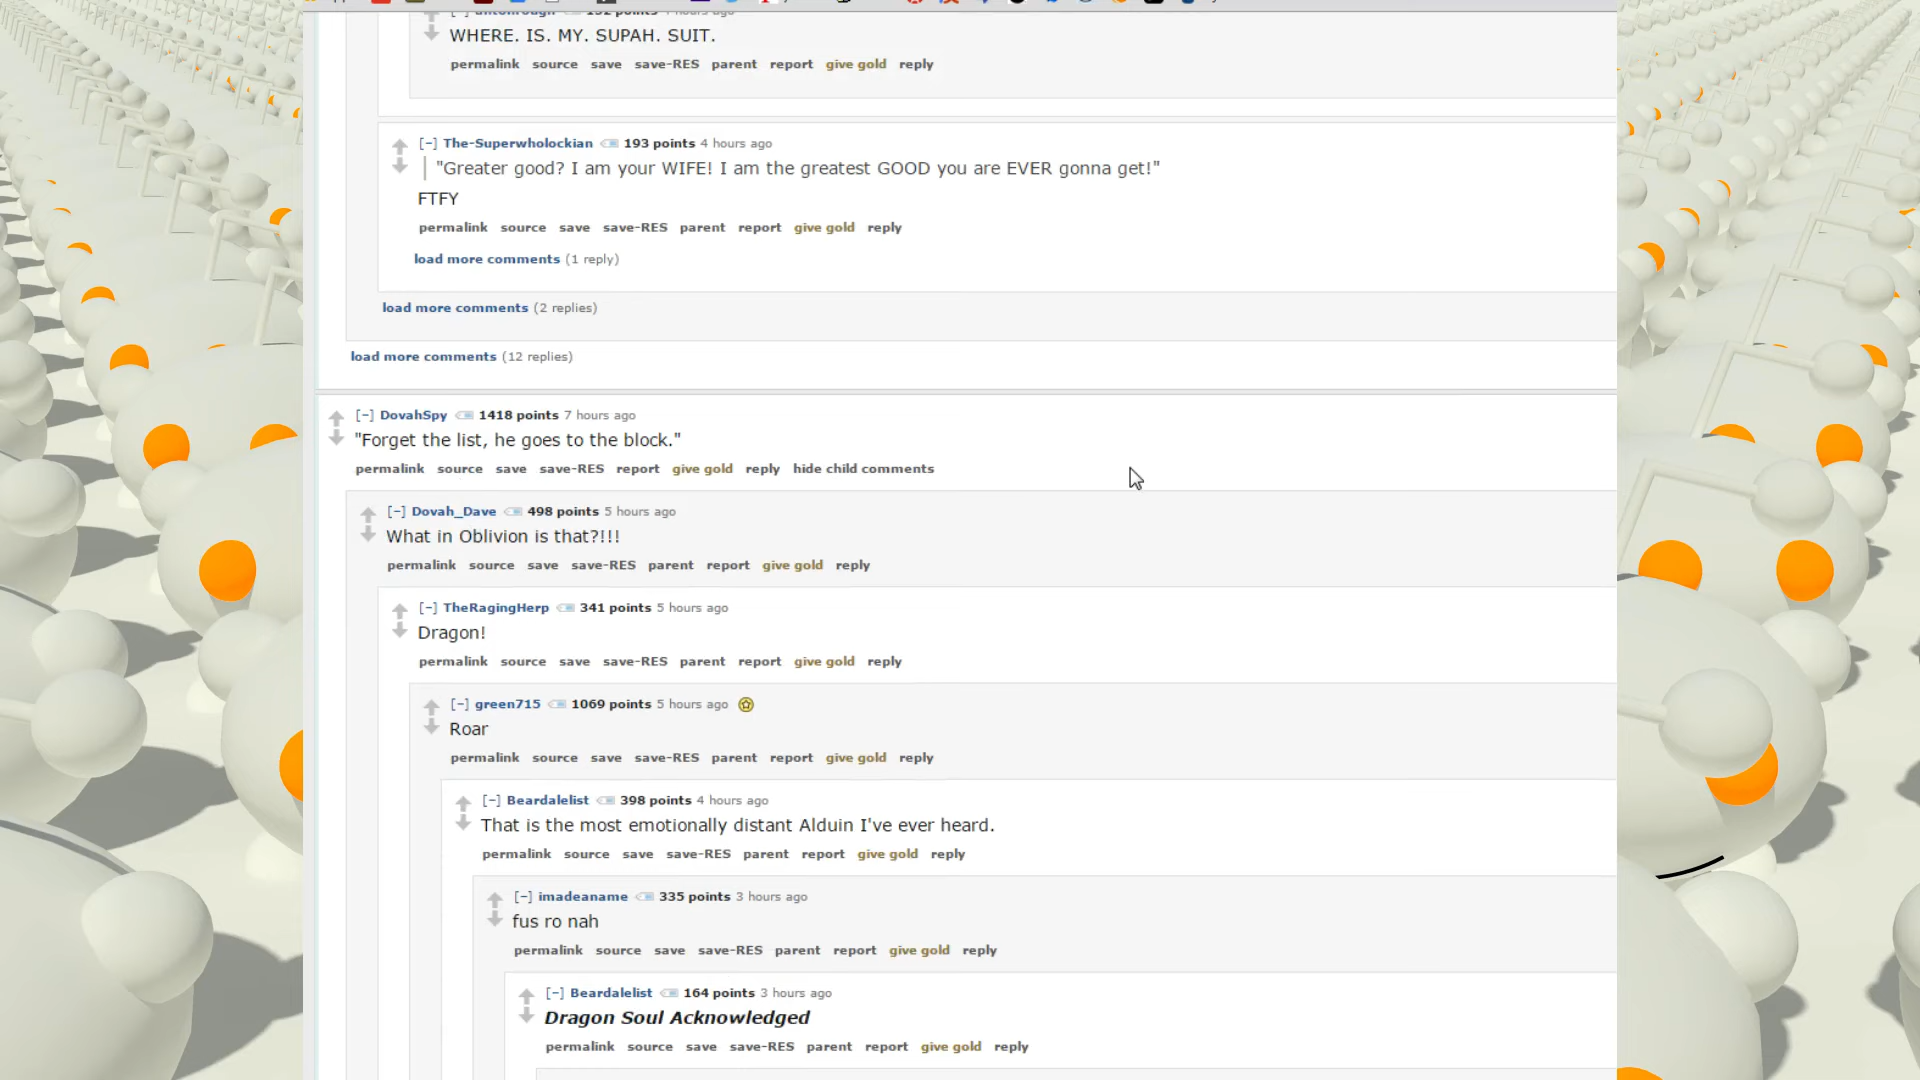 [-] antonrough 152 points 7 hours ago
WHERE. IS. MY. SUPAH. SUIT.
permalink source save save-RES parent report give gold reply
[-] The-Superwholockian 193 points 4 hours ago
"Greater good? I am your WIFE! I am the greatest GOOD you are EVER gonna get!"
FTFY
permalink source save save-RES parent report give gold reply
load more comments (1 reply)
load more comments (2 replies)
load more comments (12 replies)
[-] DovahSpy 1418 points 7 hours ago
"Forget the list, he goes to the block."
permalink source save save-RES report give gold reply hide child comments
[-] Dovah_Dave 498 points 5 hours ago
What in Oblivion is that?!!!
permalink source save save-RES parent report give gold reply
[-] TheRagingHerp 341 points 5 hours ago
Dragon!
permalink source save save-RES parent report give gold reply
[-] green715 1069 points 5 hours ago
Roar
permalink source save save-RES parent report give gold reply
[-] Beardalelist 398 points 4 hours ago
That is the most emotionally distant Alduin I've ever heard.
permalink source save save-RES parent report give gold reply
[-] imadeaname 335 points 3 hours ago
fus ro nah
permalink source save save-RES parent report give gold reply
[-] Beardalelist 164 points 3 hours ago
Dragon Soul Acknowledged
permalink source save save-RES parent report give gold reply